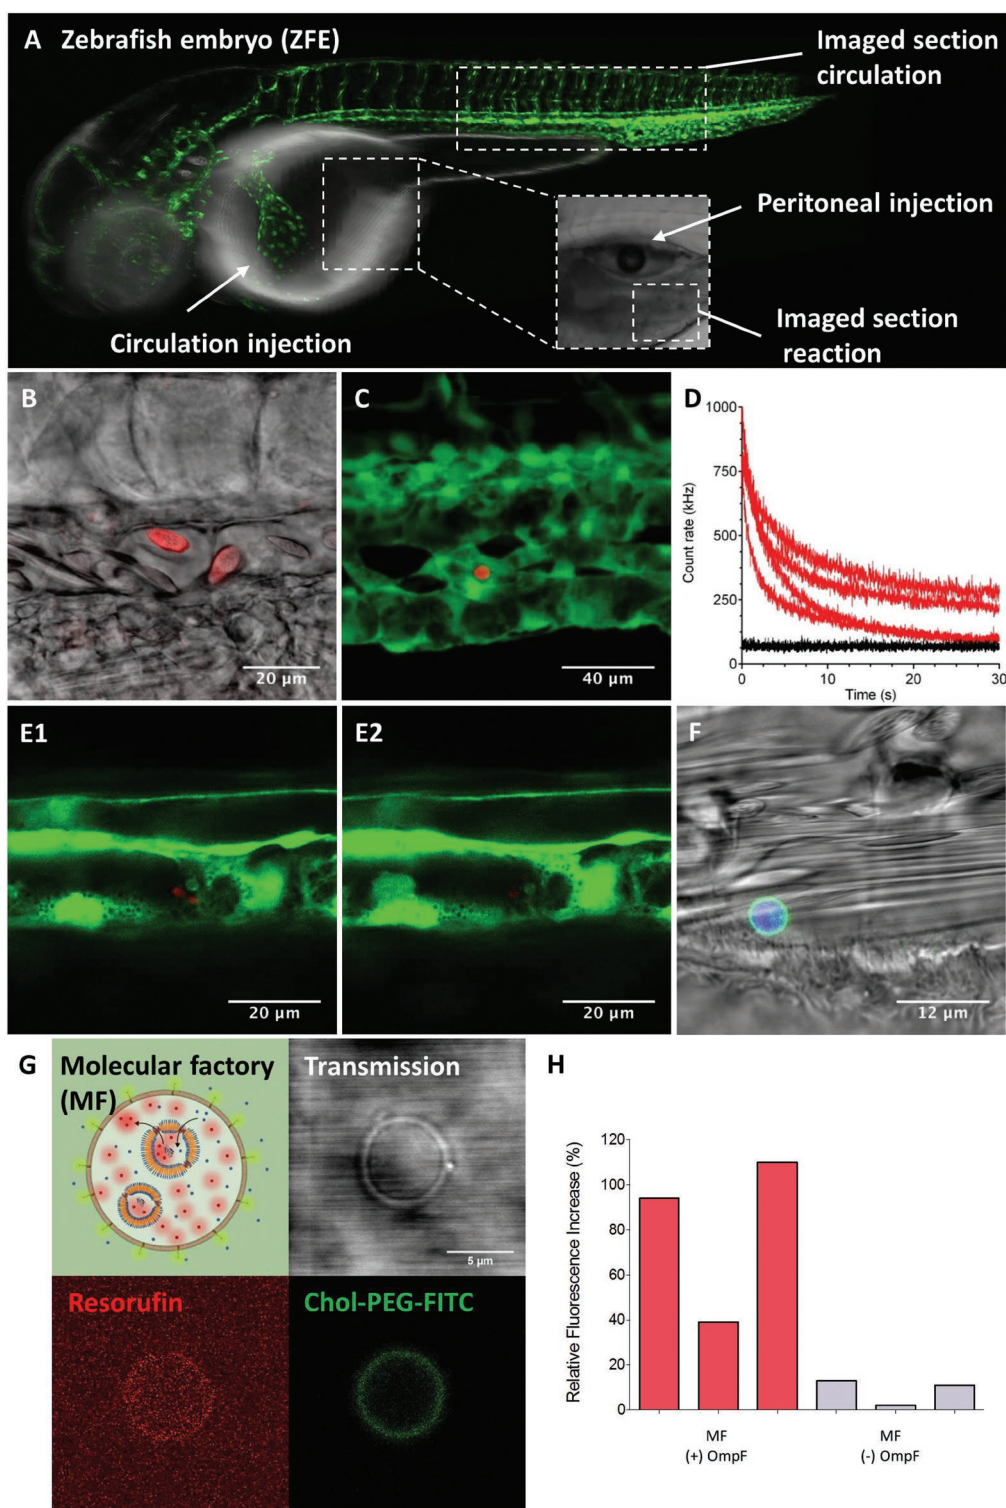 A Zebrafish embryo (ZFE)
Imaged section
circulation
Peritoneal injection
Circulation injection
Imaged section
reaction
B
20 µm
C
40 µm
D
1000
750
500
250
0
Count rate (kHz)
0
10
20
30
Time (s)
E1
20 µm
E2
20 µm
F
12 µm
G
Molecular factory
(MF)
Transmission
5 µm
Resorufin
Chol-PEG-FITC
H
120
100
80
60
40
20
0
Relative Fluorescence Increase (%)
MF
(+) OmpF
MF
(-) OmpF